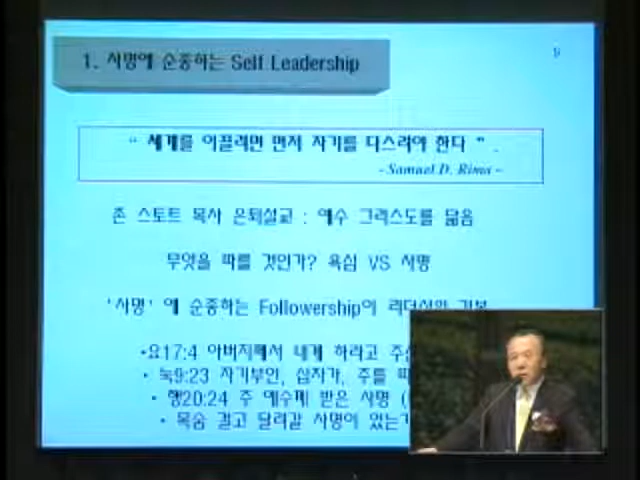 9
1. 사명에 순종하는 Self Leadership
“ 세계를 이끌려면 먼저 자기를 다스려야 한다 ” .
- Samuel D. Rima -
존 스토트 목사 은퇴설교 : 예수 그리스도를 닮음
무엇을 따를 것인가? 욕심 VS 사명
'사명' 에 순종하는 Followership이 리더십의 기본
•요17:4 아버지께서 내게 하라고 주신
• 눅9:23 자기부인, 십자가, 주를 따
• 행20:24 주 예수께 받은 사명 (
• 목숨 걸고 달려갈 사명이 있는가